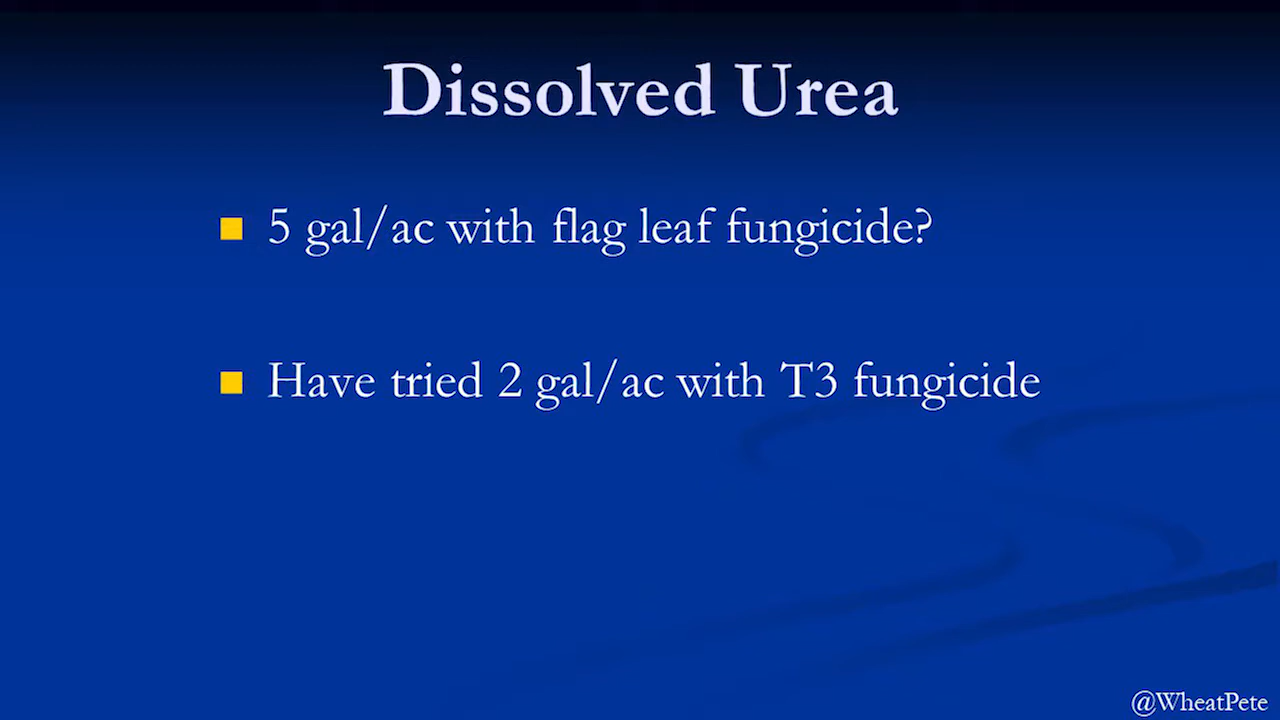 Dissolved Urea
5 gal/ac with flag leaf fungicide?
Have tried 2 gal/ac with T3 fungicide
@WheatPete